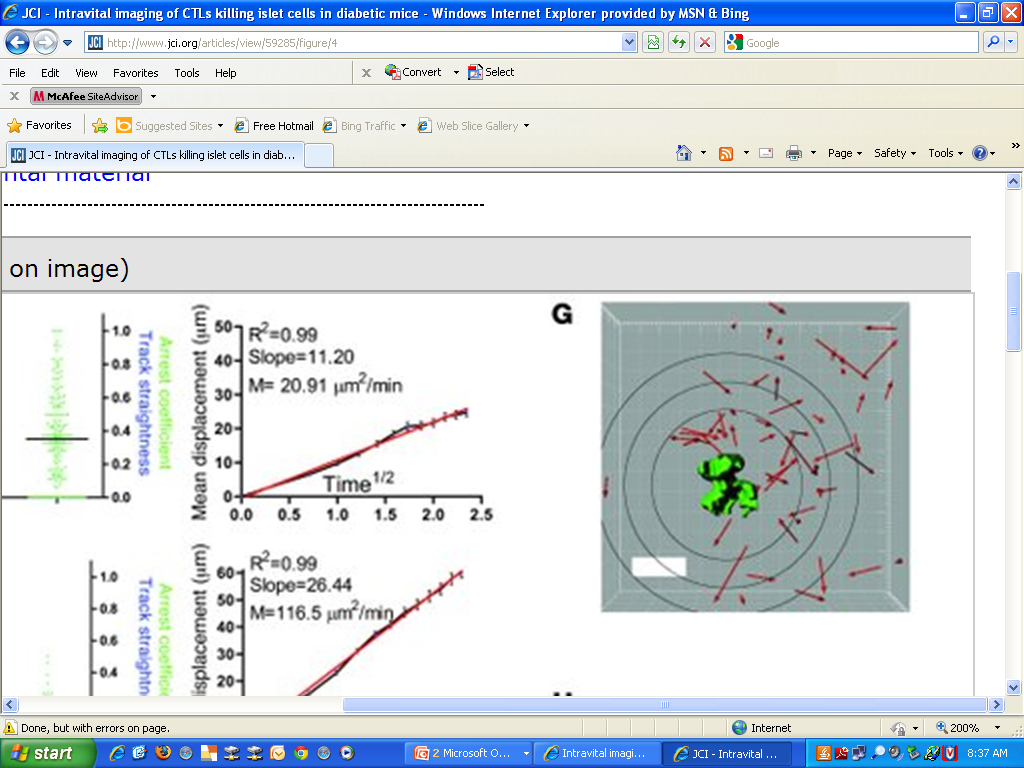 JCI - Intravital imaging of CTLs killing islet cells in diabetic mice - Windows Internet Explorer provided by MSN & Bing
JCI http://www.jci.org/articles/view/59285/figure/4
Google
File Edit View Favorites Tools Help
x Convert Select
x McAfee SiteAdvisor
Favorites Suggested Sites Free Hotmail Bing Traffic Web Slice Gallery
JCI JCI - Intravital imaging of CTLs killing islet cells in diab...
Page Safety Tools »
ntal material
--------------------------------------------------------------------------------
on image)
1.0
0.8
0.6
0.4
0.2
0.0
Track straightness
Arrest coefficient
Mean displacement (μm)
50
40
30
20
10
0
R²=0.99
Slope=11.20
M= 20.91 μm²/min
Time1/2
0.0 0.5 1.0 1.5 2.0 2.5
G
1.0
0.8
0.6
0.4
Track straightn
Arrest coefficie
isplacement (μm)
60
50
40
30
20
R²=0.99
Slope=26.44
M=116.5 μm²/min
Done, but with errors on page.
Internet
200%
start
2 Microsoft O...
Intravital imagi...
JCI - Intravital ...
8:37 AM